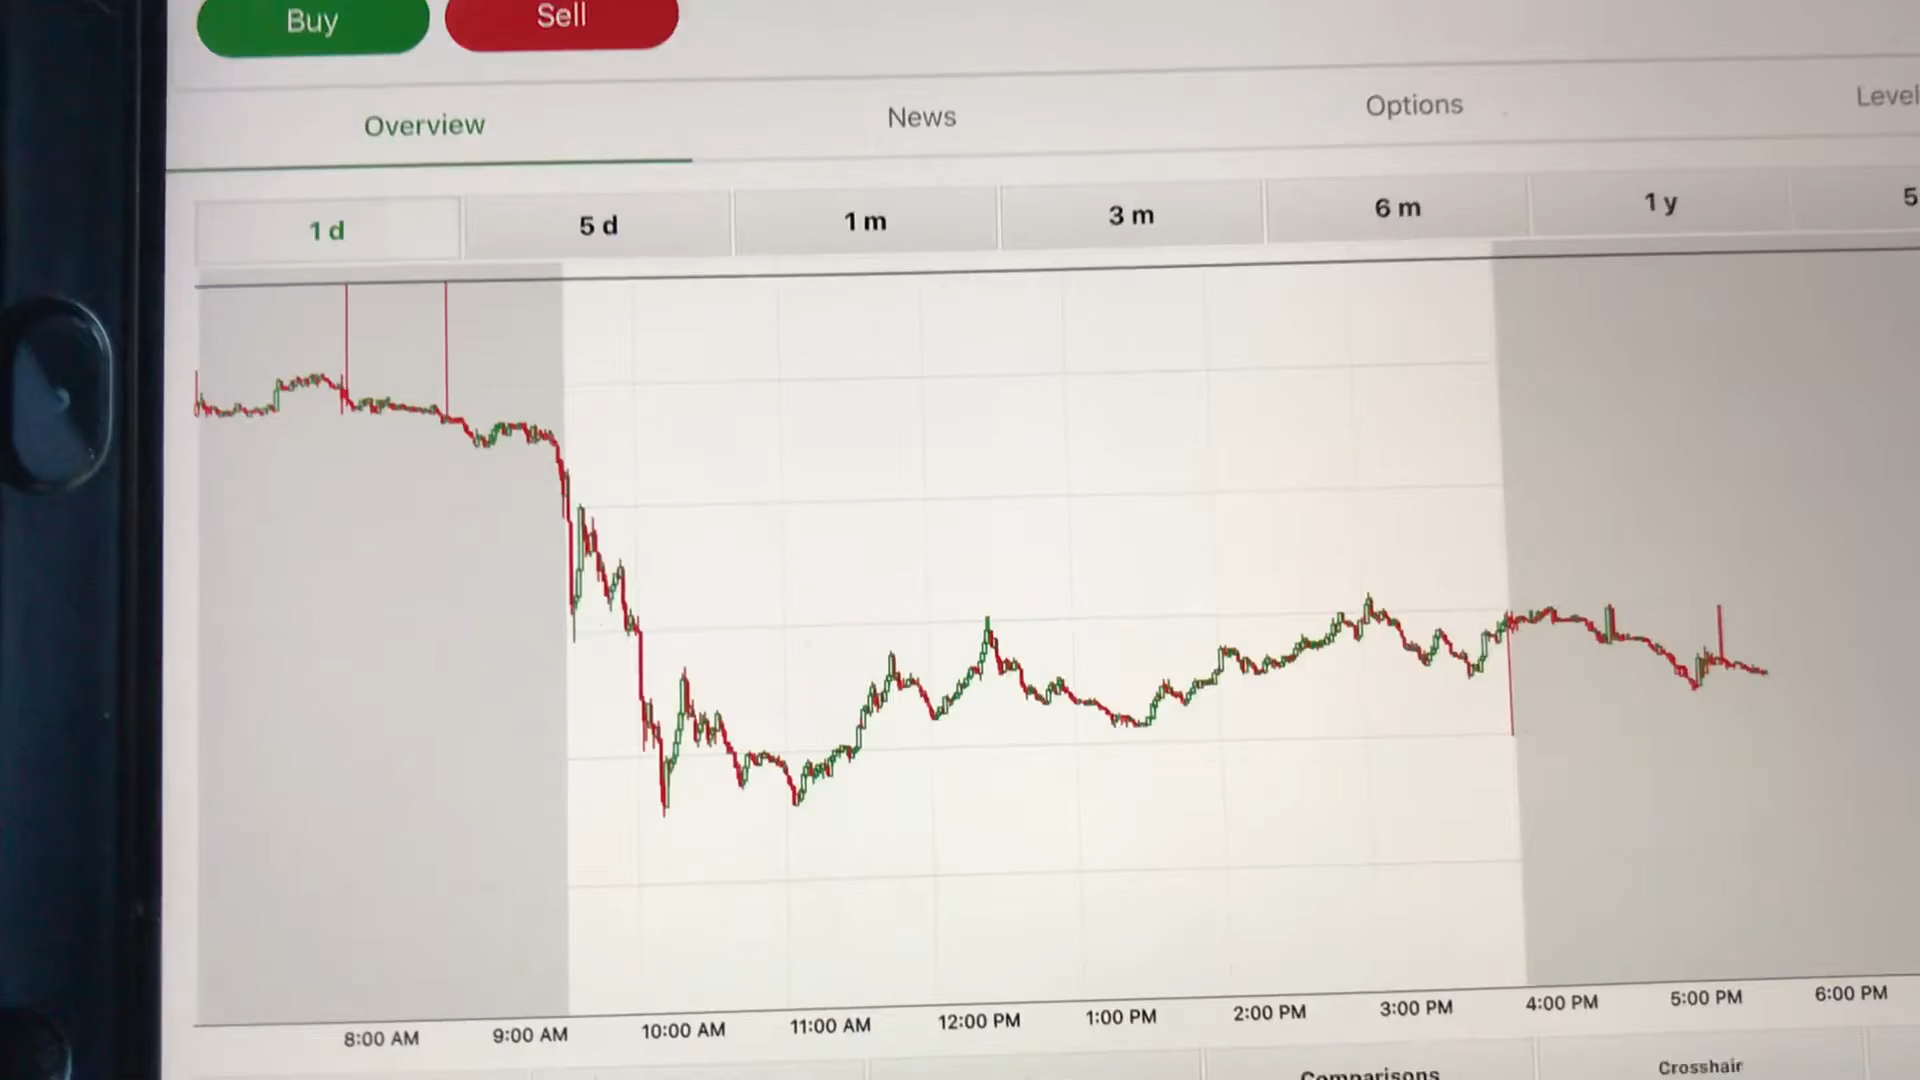 Buy
Sell
Overview
News
Options
Level
1 d
5 d
1 m
3 m
6 m
1 y
5
8:00 AM
9:00 AM
10:00 AM
11:00 AM
12:00 PM
1:00 PM
2:00 PM
3:00 PM
4:00 PM
5:00 PM
6:00 PM
Comparisons
Crosshair